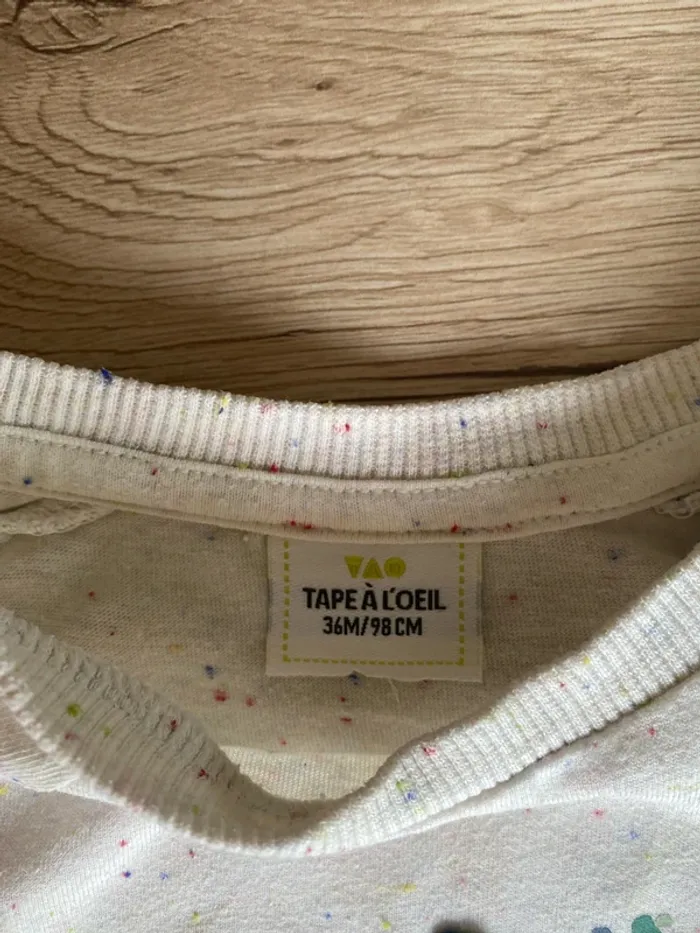 TAPE À L'OEIL
36M/98 CM